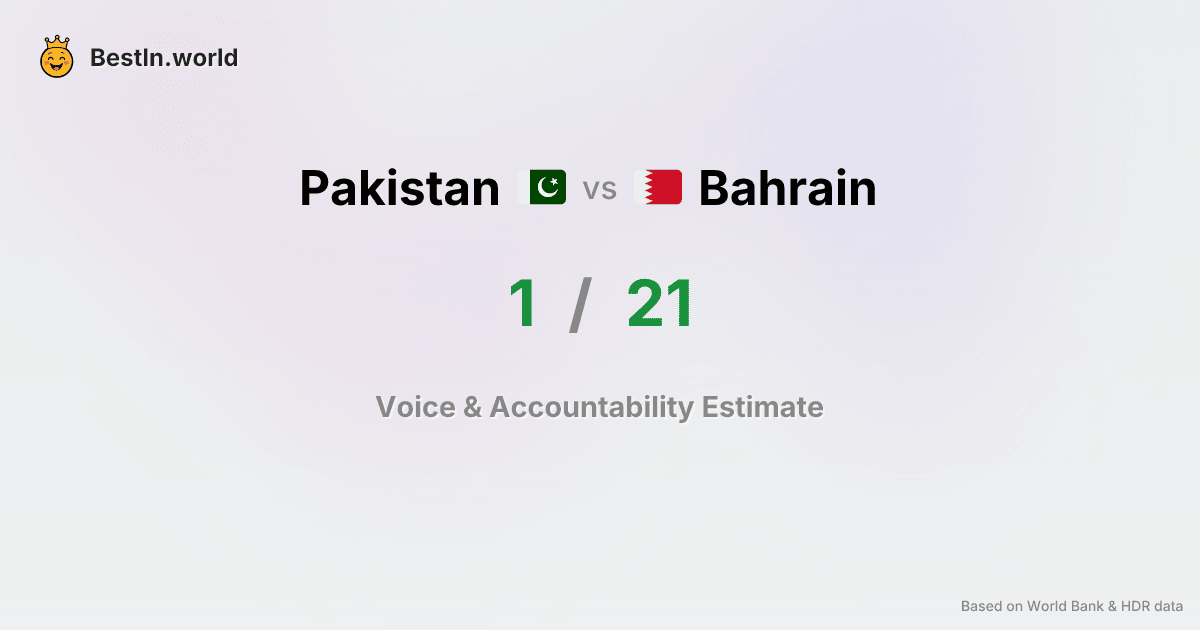 BestIn.world
Pakistan vs Bahrain
1 / 21
Voice & Accountability Estimate
Based on World Bank & HDR data